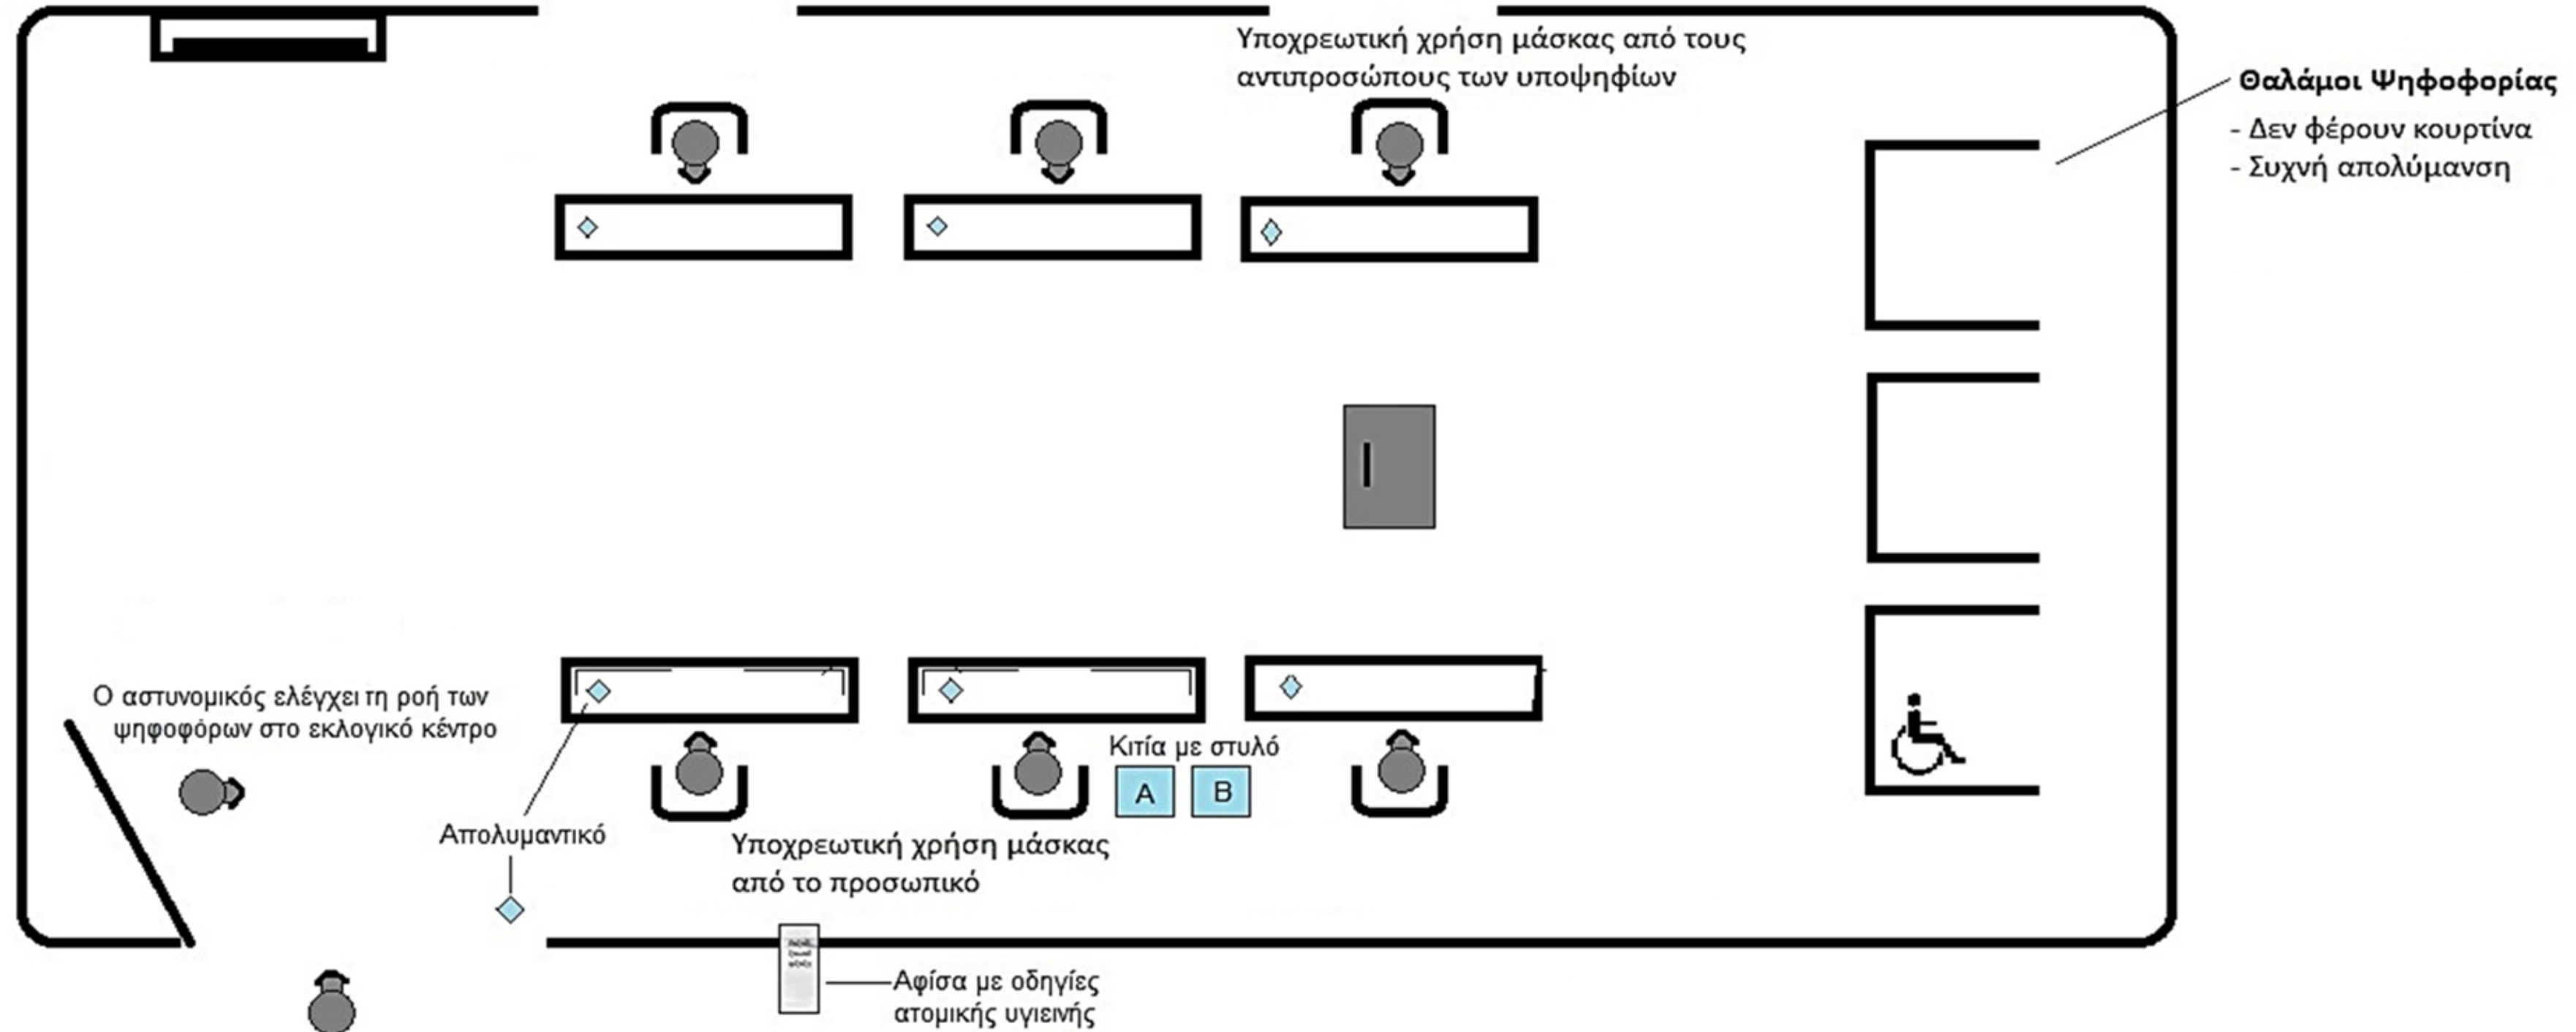 Υποχρεωτική χρήση μάσκας από τους
αντιπροσώπους των υποψηφίων
Θαλάμοι Ψηφοφορίας
- Δεν φέρουν κουρτίνα
- Συχνή απολύμανση
Ο αστυνομικός ελέγχει τη ροή των
ψηφοφόρων στο εκλογικό κέντρο
Κιτία με στυλό
A B
Απολυμαντικό
Υποχρεωτική χρήση μάσκας
από το προσωπικό
Αφίσα με οδηγίες
ατομικής υγιεινής